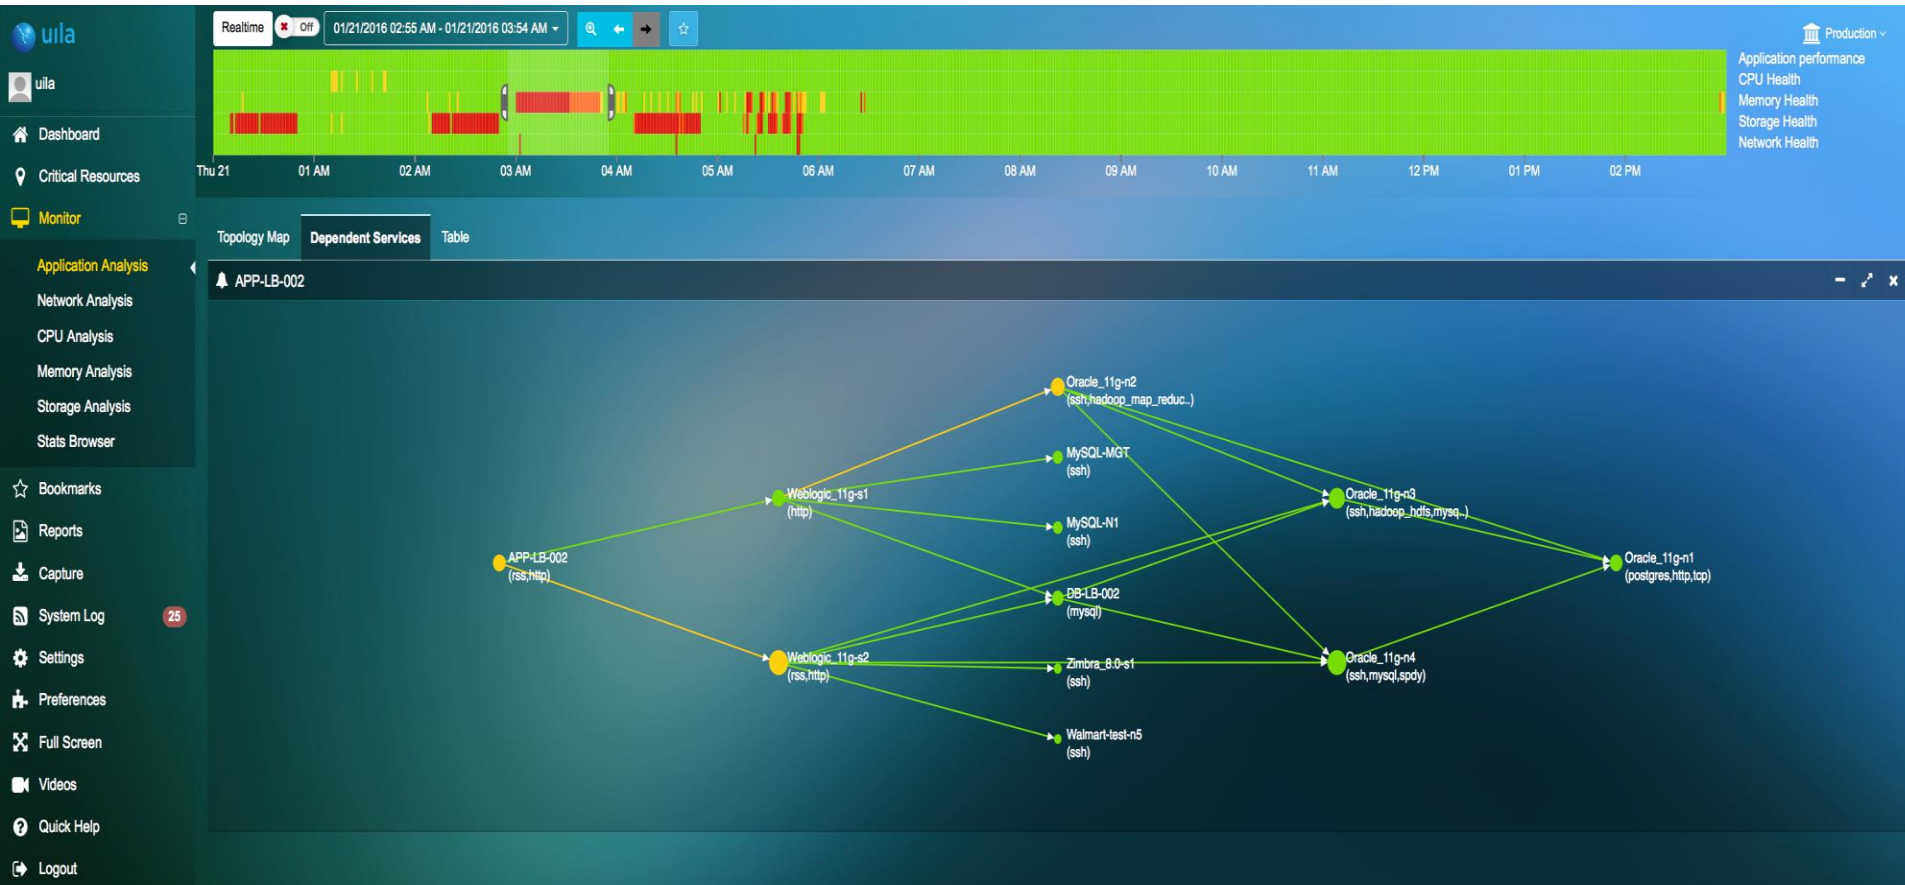 uila
Realtime
Off
01/21/2016 02:55 AM - 01/21/2016 03:54 AM
Production
Application performance
CPU Health
Memory Health
Storage Health
Network Health
Thu 21 01 AM 02 AM 03 AM 04 AM 05 AM 06 AM 07 AM 08 AM 09 AM 10 AM 11 AM 12 PM 01 PM 02 PM
uila
Dashboard
Critical Resources
Monitor
Application Analysis
Network Analysis
CPU Analysis
Memory Analysis
Storage Analysis
Stats Browser
Bookmarks
Reports
Capture
System Log 25
Settings
Preferences
Full Screen
Videos
Quick Help
Logout
Topology Map Dependent Services Table
APP-LB-002
APP-LB-002
(rss,http)
Weblogic_11g-s1
(http)
Weblogic_11g-s2
(rss,http)
Oracle_11g-n2
(ssh,hadoop_map_reduc..)
MySQL-MGT
(ssh)
MySQL-N1
(ssh)
DB-LB-002
(mysql)
Zimbra_8.0-s1
(ssh)
Walmart-test-n5
(ssh)
Oracle_11g-n3
(ssh,hadoop_hdfs,mysq..)
Oracle_11g-n4
(ssh,mysql,spdy)
Oracle_11g-n1
(postgres,http,tcp)